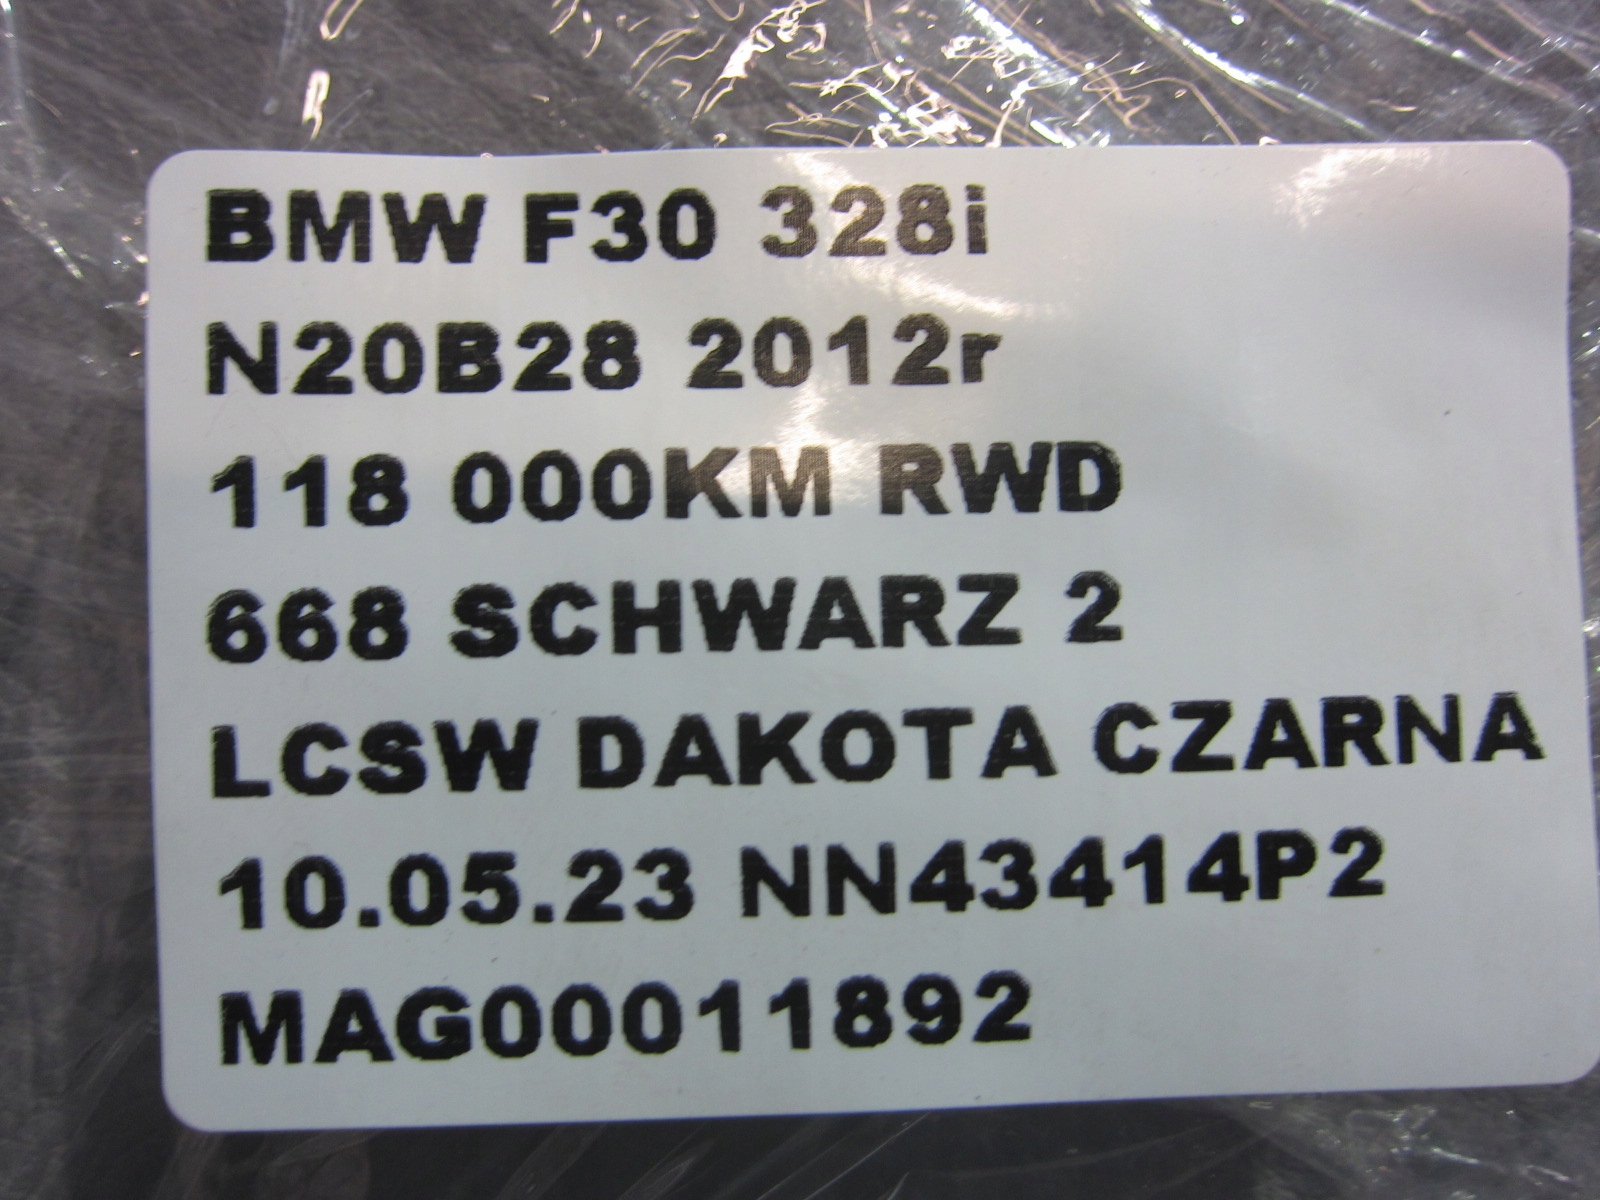 BMW F30 328i
N20B28 2012r
118 000KM RWD
668 SCHWARZ 2
LCSW DAKOTA CZARNA
10.05.23 NN43414P2
MAG00011892